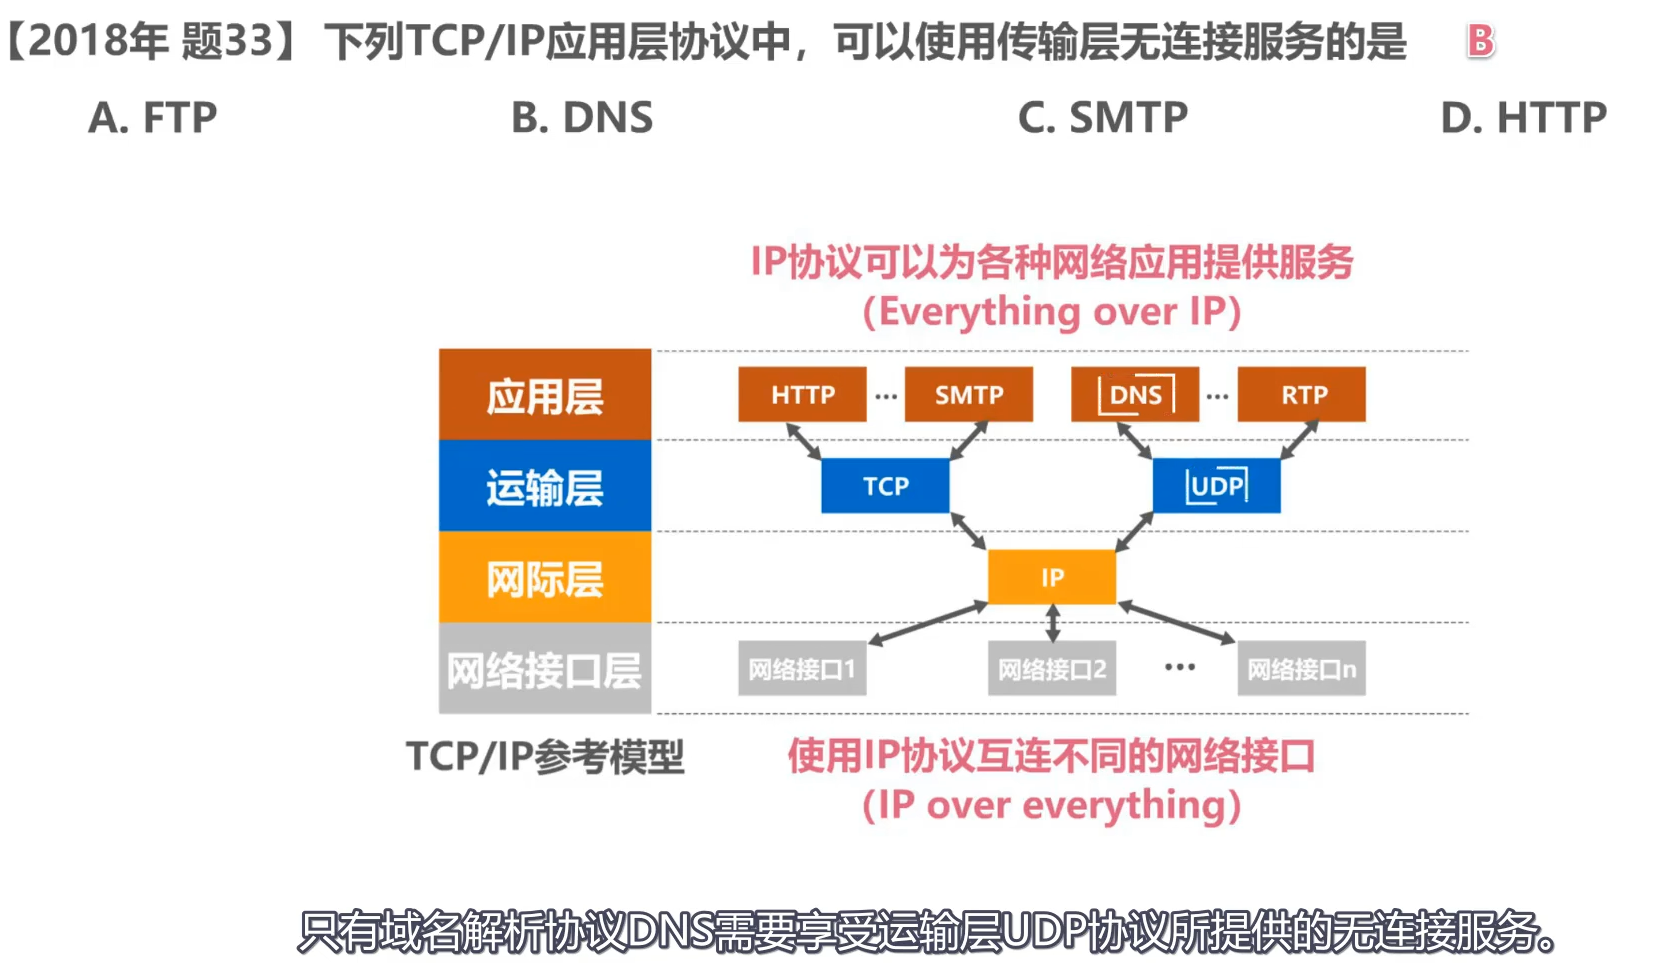 【2018年 题33】 下列TCP/IP应用层协议中，可以使用传输层无连接服务的是 B
A. FTP B. DNS C. SMTP D. HTTP
IP协议可以为各种网络应用提供服务
（Everything over IP）
应用层 HTTP ··· SMTP DNS ··· RTP
运输层 TCP UDP
网际层 IP
网络接口层 网络接口1 网络接口2 ··· 网络接口n
TCP/IP参考模型 使用IP协议互连不同的网络接口
（IP over everything）
只有域名解析协议DNS需要享受运输层UDP协议所提供的无连接服务。